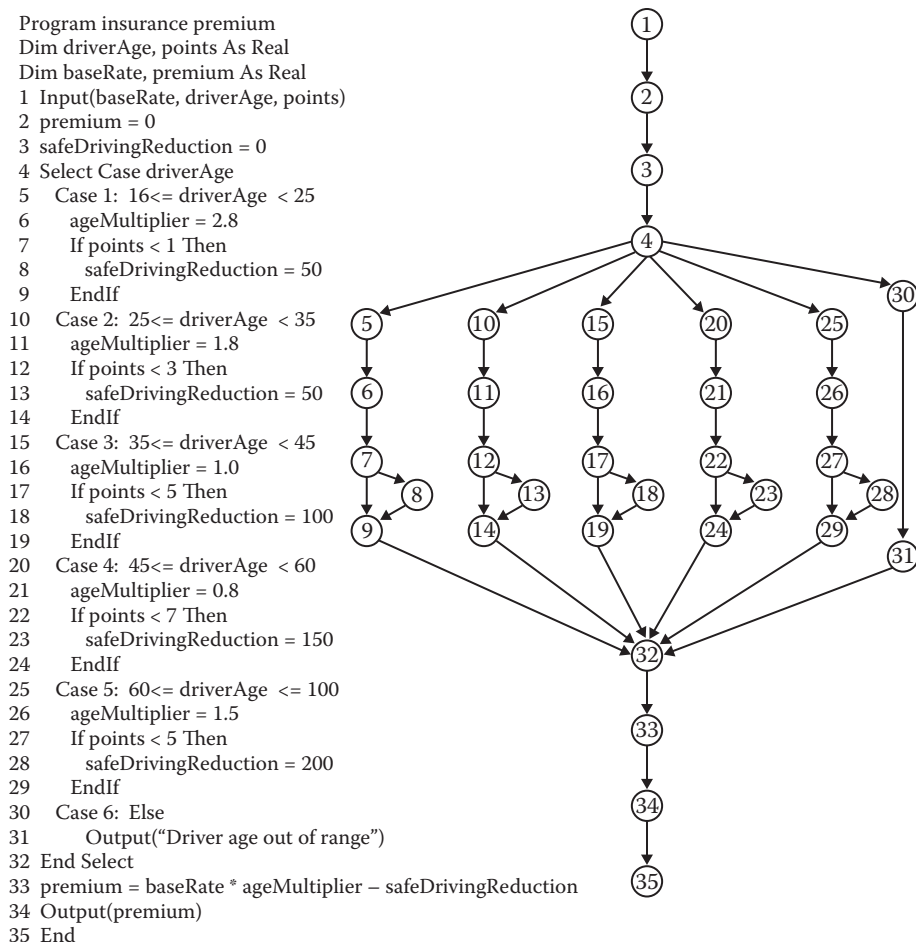 Program insurance premium
Dim driverAge, points As Real
Dim baseRate, premium As Real
1 Input(baseRate, driverAge, points)
2 premium = 0
3 safeDrivingReduction = 0
4 Select Case driverAge
5 Case 1: 16<= driverAge < 25
6 ageMultiplier = 2.8
7 If points < 1 Then
8 safeDrivingReduction = 50
9 EndIf
10 Case 2: 25<= driverAge < 35
11 ageMultiplier = 1.8
12 If points < 3 Then
13 safeDrivingReduction = 50
14 EndIf
15 Case 3: 35<= driverAge < 45
16 ageMultiplier = 1.0
17 If points < 5 Then
18 safeDrivingReduction = 100
19 EndIf
20 Case 4: 45<= driverAge < 60
21 ageMultiplier = 0.8
22 If points < 7 Then
23 safeDrivingReduction = 150
24 EndIf
25 Case 5: 60<= driverAge <= 100
26 ageMultiplier = 1.5
27 If points < 5 Then
28 safeDrivingReduction = 200
29 EndIf
30 Case 6: Else
31 Output(“Driver age out of range”)
32 End Select
33 premium = baseRate * ageMultiplier – safeDrivingReduction
34 Output(premium)
35 End
1
2
3
4
30
5 10 15 20 25
6 11 16 21 26
7 12 17 22 27
8 13 18 23 28
9 14 19 24 29
31
32
33
34
35